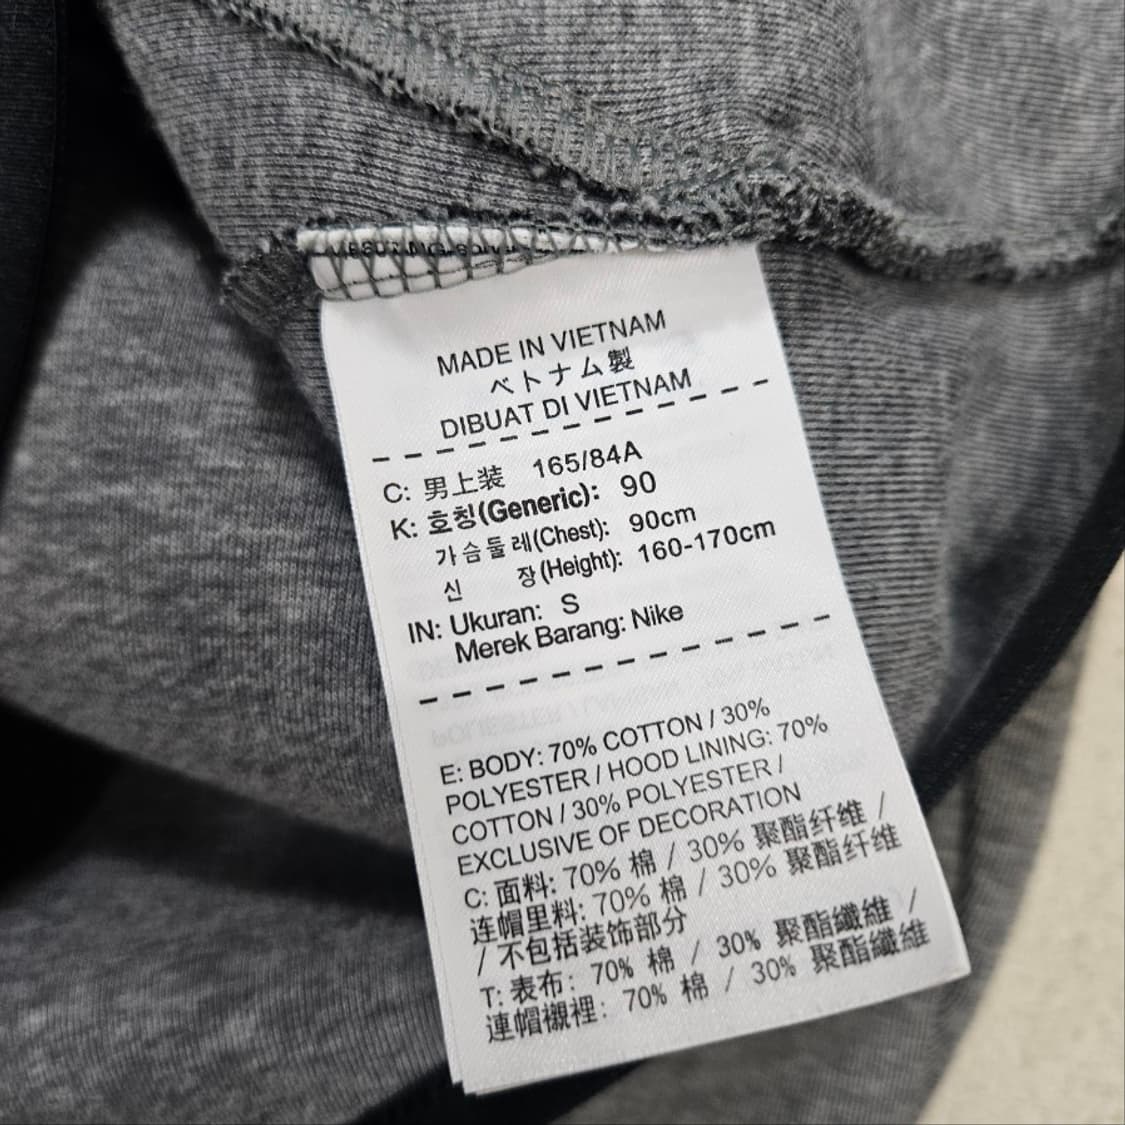 MADE IN VIETNAM
ベトナム製
DIBUAT DI VIETNAM
C: 男上装 165/84A
K: 호칭(Generic): 90
가슴둘레(Chest): 90cm
신 장(Height): 160-170cm
IN: Ukuran: S
Merek Barang: Nike
E: BODY: 70% COTTON / 30%
POLYESTER / HOOD LINING: 70%
COTTON / 30% POLYESTER /
EXCLUSIVE OF DECORATION
C: 面料: 70% 棉 / 30% 聚酯纤维 /
连帽里料: 70% 棉 / 30% 聚酯纤维
/ 不包括装饰部分
T: 表布: 70% 棉 / 30% 聚酯纖維 /
連帽襯裡: 70% 棉 / 30% 聚酯纖維